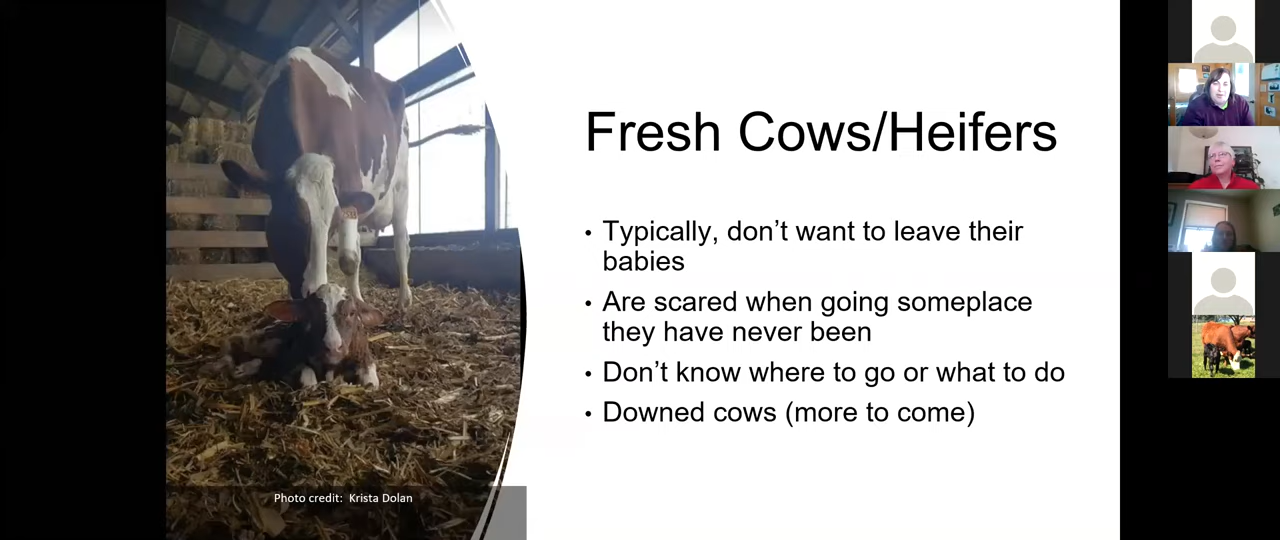 Fresh Cows/Heifers
• Typically, don’t want to leave their
babies
• Are scared when going someplace
they have never been
• Don’t know where to go or what to do
• Downed cows (more to come)
Photo credit: Krista Dolan